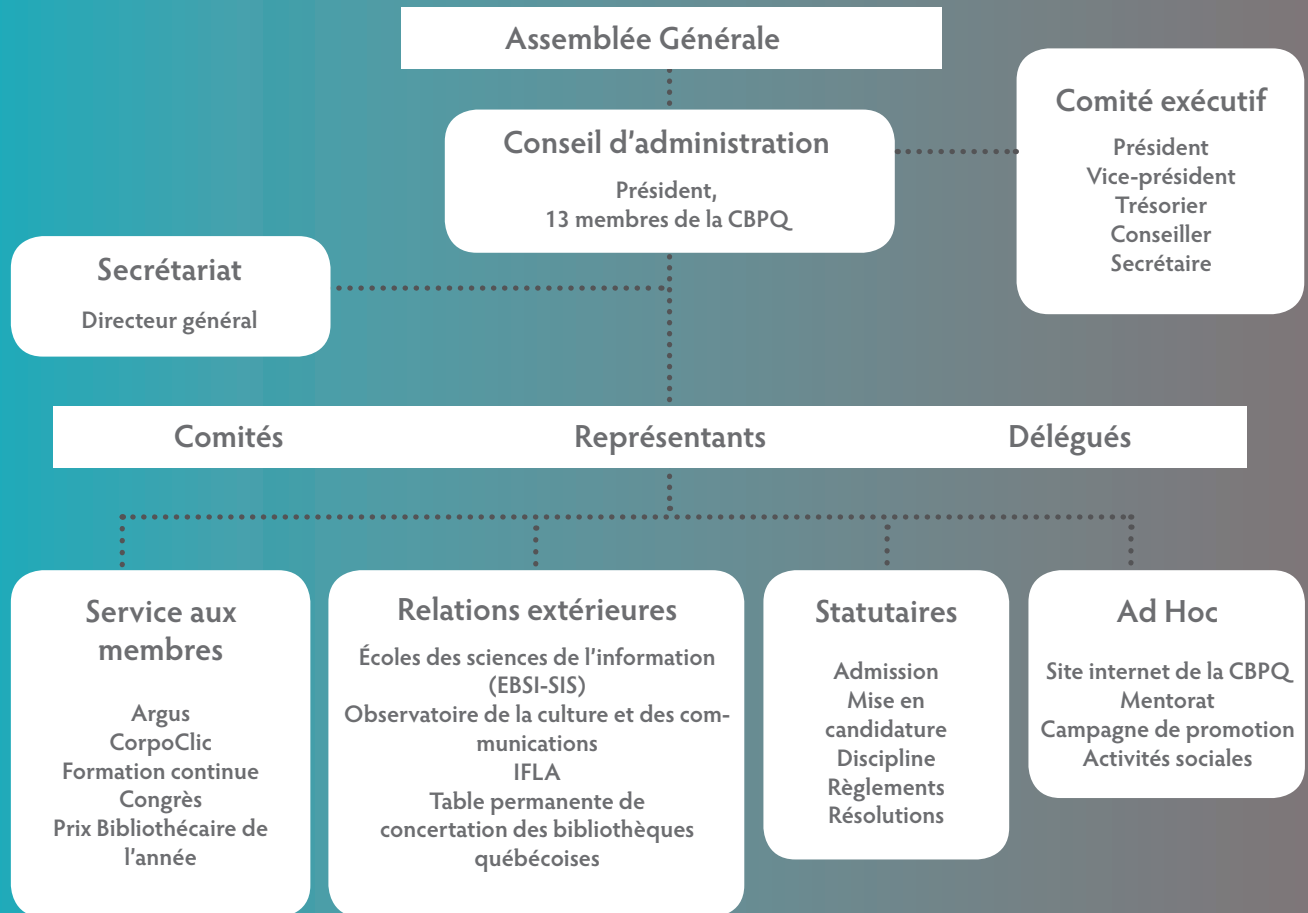 Assemblée Générale
Conseil d'administration
Président,
13 membres de la CBPQ
Comité exécutif
Président
Vice-président
Trésorier
Conseiller
Secrétaire
Secrétariat
Directeur général
Comités
Représentants
Délégués
Service aux
membres
Argus
CorpoClic
Formation continue
Congrès
Prix Bibliothécaire de
l'année
Relations extérieures
Écoles des sciences de l'information
(EBSI-SIS)
Observatoire de la culture et des com-
munications
IFLA
Table permanente de
concertation des bibliothèques
québécoises
Statutaires
Admission
Mise en
candidature
Discipline
Règlements
Résolutions
Ad Hoc
Site internet de la CBPQ
Mentorat
Campagne de promotion
Activités sociales